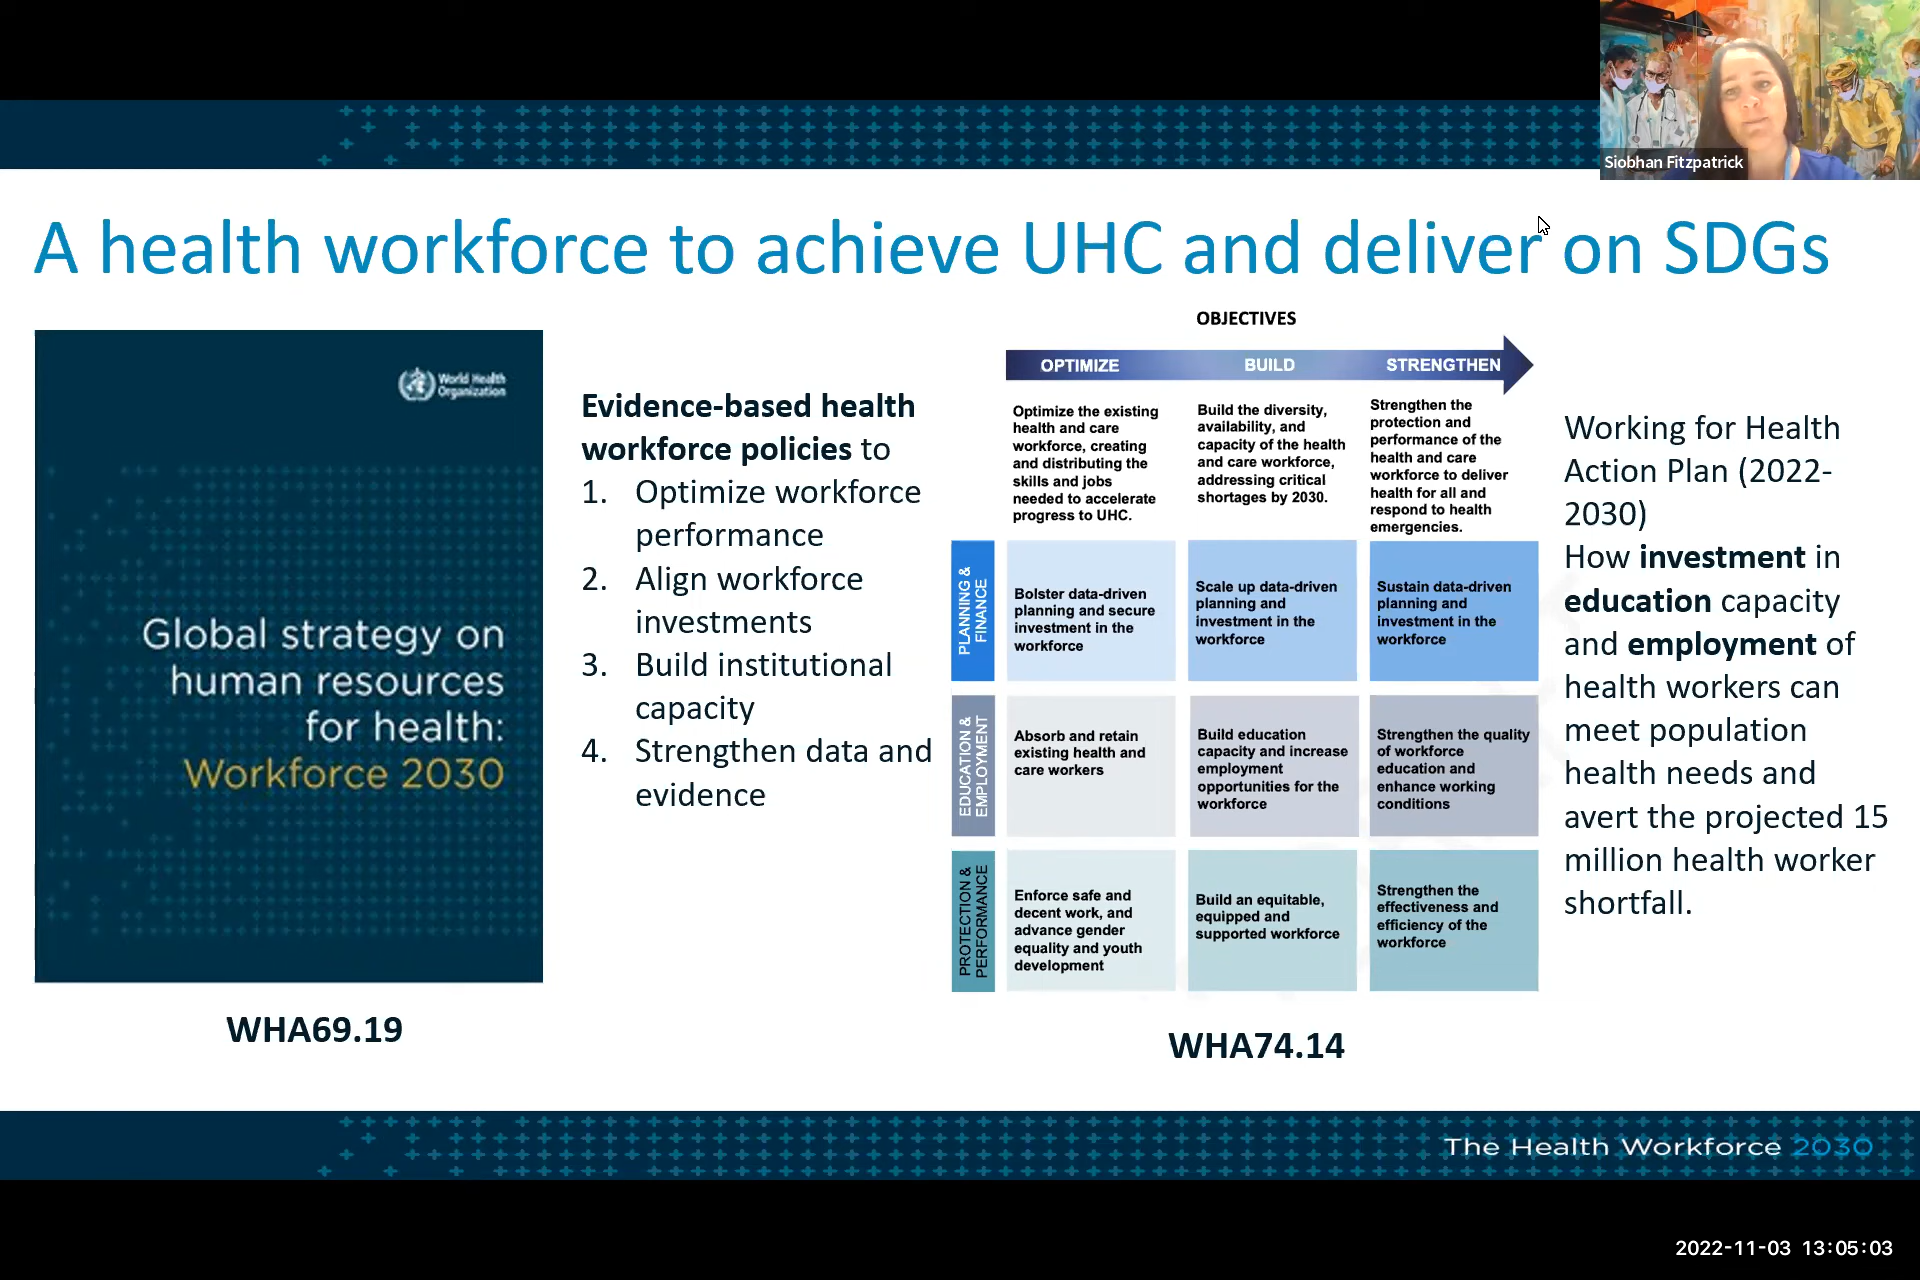 Siobhan Fitzpatrick
A health workforce to achieve UHC and deliver on SDGs
World Health
Organization
Global strategy on
human resources
for health:
Workforce 2030
WHA69.19
Evidence-based health
workforce policies to
1. Optimize workforce
performance
2. Align workforce
investments
3. Build institutional
capacity
4. Strengthen data and
evidence
OBJECTIVES
OPTIMIZE
BUILD
STRENGTHEN
Optimize the existing
health and care
workforce, creating
and distributing the
skills and jobs
needed to accelerate
progress to UHC.
Build the diversity,
availability, and
capacity of the health
and care workforce,
addressing critical
shortages by 2030.
Strengthen the
protection and
performance of the
health and care
workforce to deliver
health for all and
respond to health
emergencies.
PLANNING &
FINANCE
Bolster data-driven
planning and secure
investment in the
workforce
Scale up data-driven
planning and
investment in the
workforce
Sustain data-driven
planning and
investment in the
workforce
EDUCATION &
EMPLOYMENT
Absorb and retain
existing health and
care workers
Build education
capacity and increase
employment
opportunities for the
workforce
Strengthen the quality
of workforce
education and
enhance working
conditions
PROTECTION &
PERFORMANCE
Enforce safe and
decent work, and
advance gender
equality and youth
development
Build an equitable,
equipped and
supported workforce
Strengthen the
effectiveness and
efficiency of the
workforce
WHA74.14
Working for Health
Action Plan (2022-
2030)
How investment in
education capacity
and employment of
health workers can
meet population
health needs and
avert the projected 15
million health worker
shortfall.
The Health Workforce 2030
2022-11-03 13:05:03